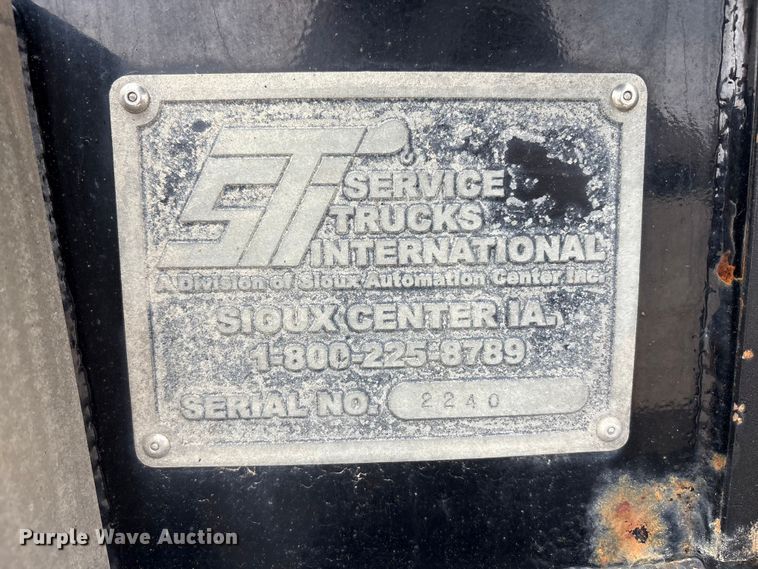 STI
SERVICE
TRUCKS
INTERNATIONAL
A Division of Sioux Automation Center Inc.
SIOUX CENTER IA.
1-800-225-8789
SERIAL NO. 2240
Purple Wave Auction